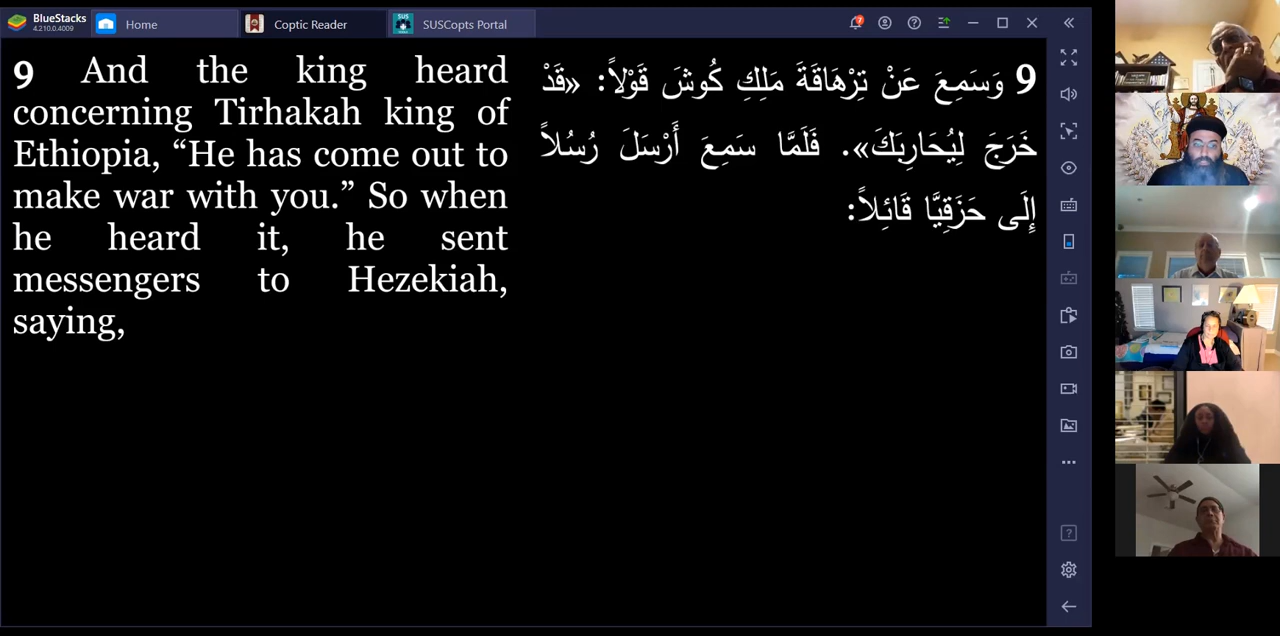 BlueStacks
4.210.0.4009
Home
Coptic Reader
SUSCopts Portal
9 And the king heard
concerning Tirhakah king of
Ethiopia, “He has come out to
make war with you.” So when
he heard it, he sent
messengers to Hezekiah,
saying,
9 وَسَمِعَ عَنْ تِرْهَاقَةَ مَلِكِ كُوشَ قَوْلاً: «قَدْ
خَرَجَ لِيُحَارِبَكَ». فَلَمَّا سَمِعَ أَرْسَلَ رُسُلاً
إِلَى حَزَقِيَّا قَائِلاً: